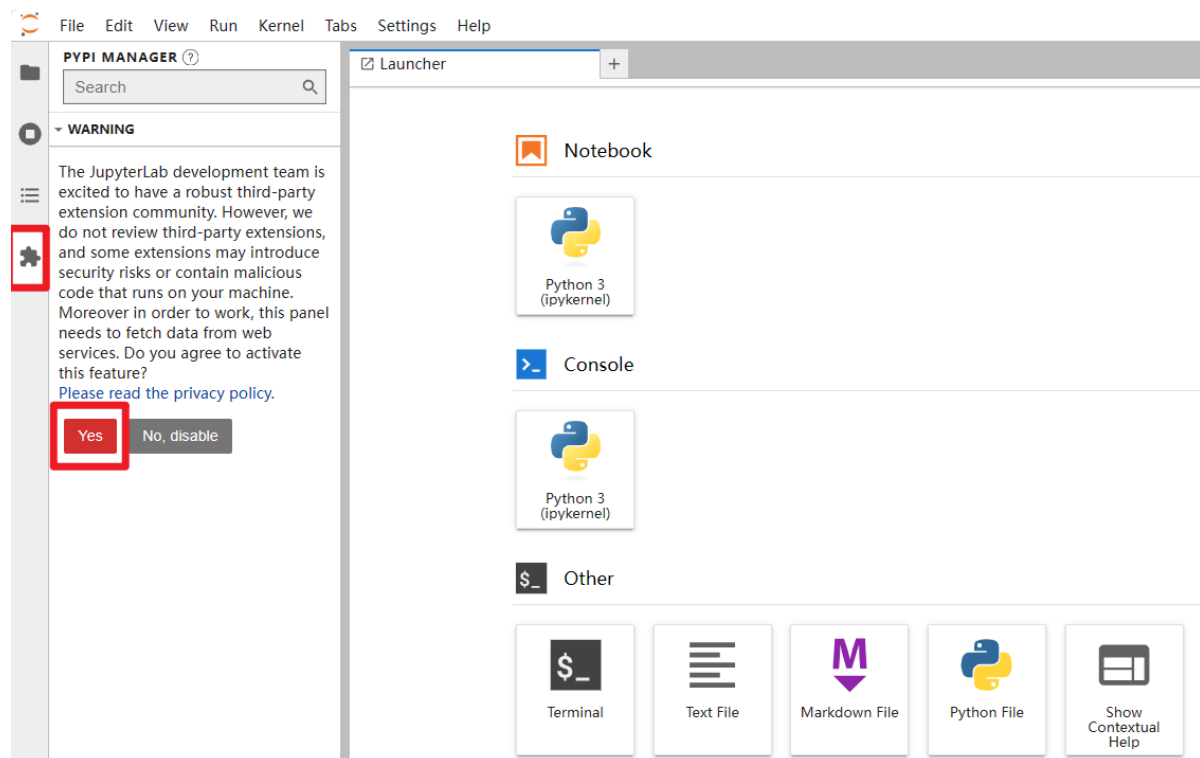 File Edit View Run Kernel Tabs Settings Help
PYPI MANAGER ?
Search
WARNING
The JupyterLab development team is
excited to have a robust third-party
extension community. However, we
do not review third-party extensions,
and some extensions may introduce
security risks or contain malicious
code that runs on your machine.
Moreover in order to work, this panel
needs to fetch data from web
services. Do you agree to activate
this feature?
Please read the privacy policy.
Yes
No, disable
Launcher
+
Notebook
Python 3
(ipykernel)
>_
Console
Python 3
(ipykernel)
$_
Other
$_
Terminal
Text File
M
Markdown File
Python File
Show
Contextual
Help